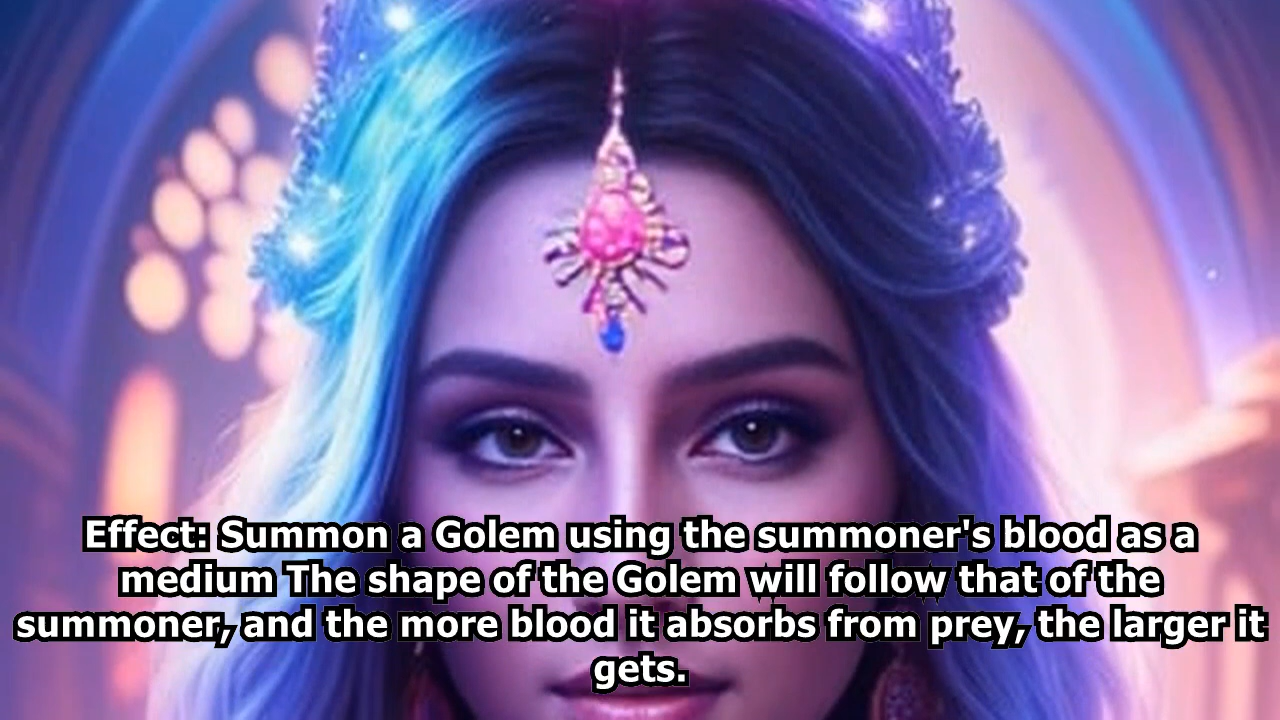 Effect: Summon a Golem using the summoner's blood as a
medium The shape of the Golem will follow that of the
summoner, and the more blood it absorbs from prey, the larger it
gets.